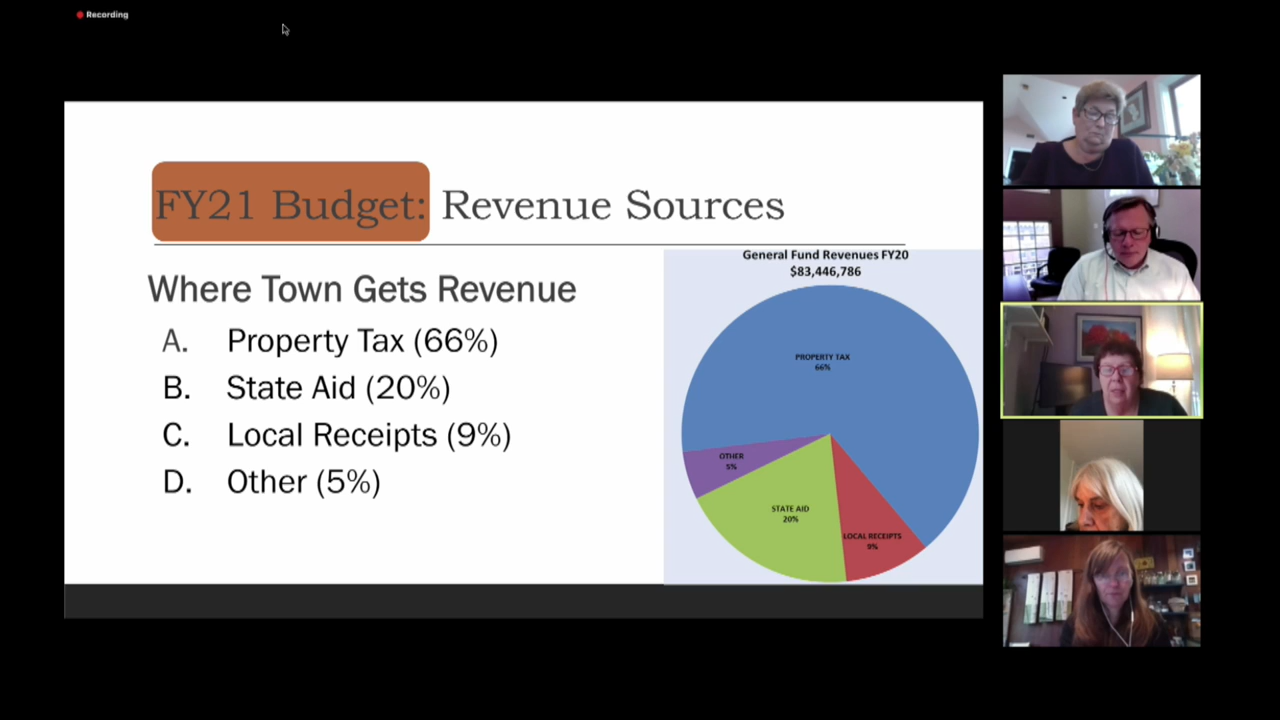 Recording
FY21 Budget: Revenue Sources
Where Town Gets Revenue
A. Property Tax (66%)
B. State Aid (20%)
C. Local Receipts (9%)
D. Other (5%)
General Fund Revenues FY20
$83,446,786
PROPERTY TAX
66%
OTHER
5%
STATE AID
20%
LOCAL RECEIPTS
9%